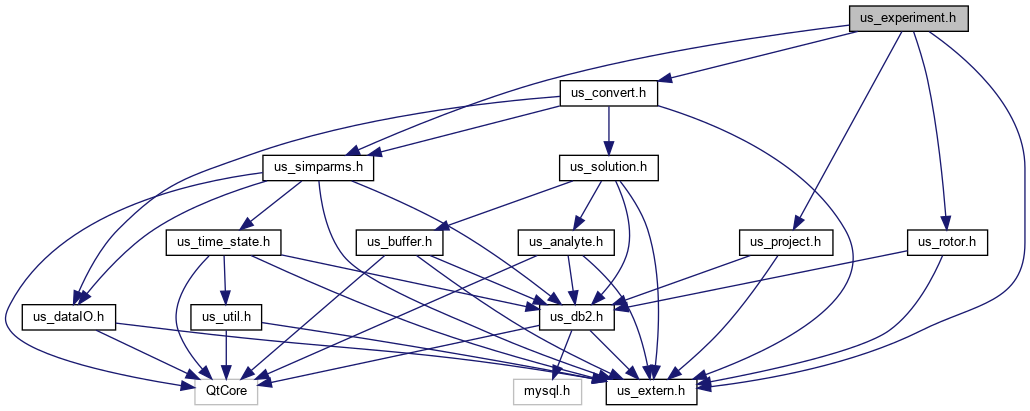 us_experiment.h
us_convert.h
us_simparms.h
us_solution.h
us_time_state.h
us_buffer.h
us_analyte.h
us_project.h
us_rotor.h
us_dataIO.h
us_util.h
us_db2.h
QtCore
mysql.h
us_extern.h